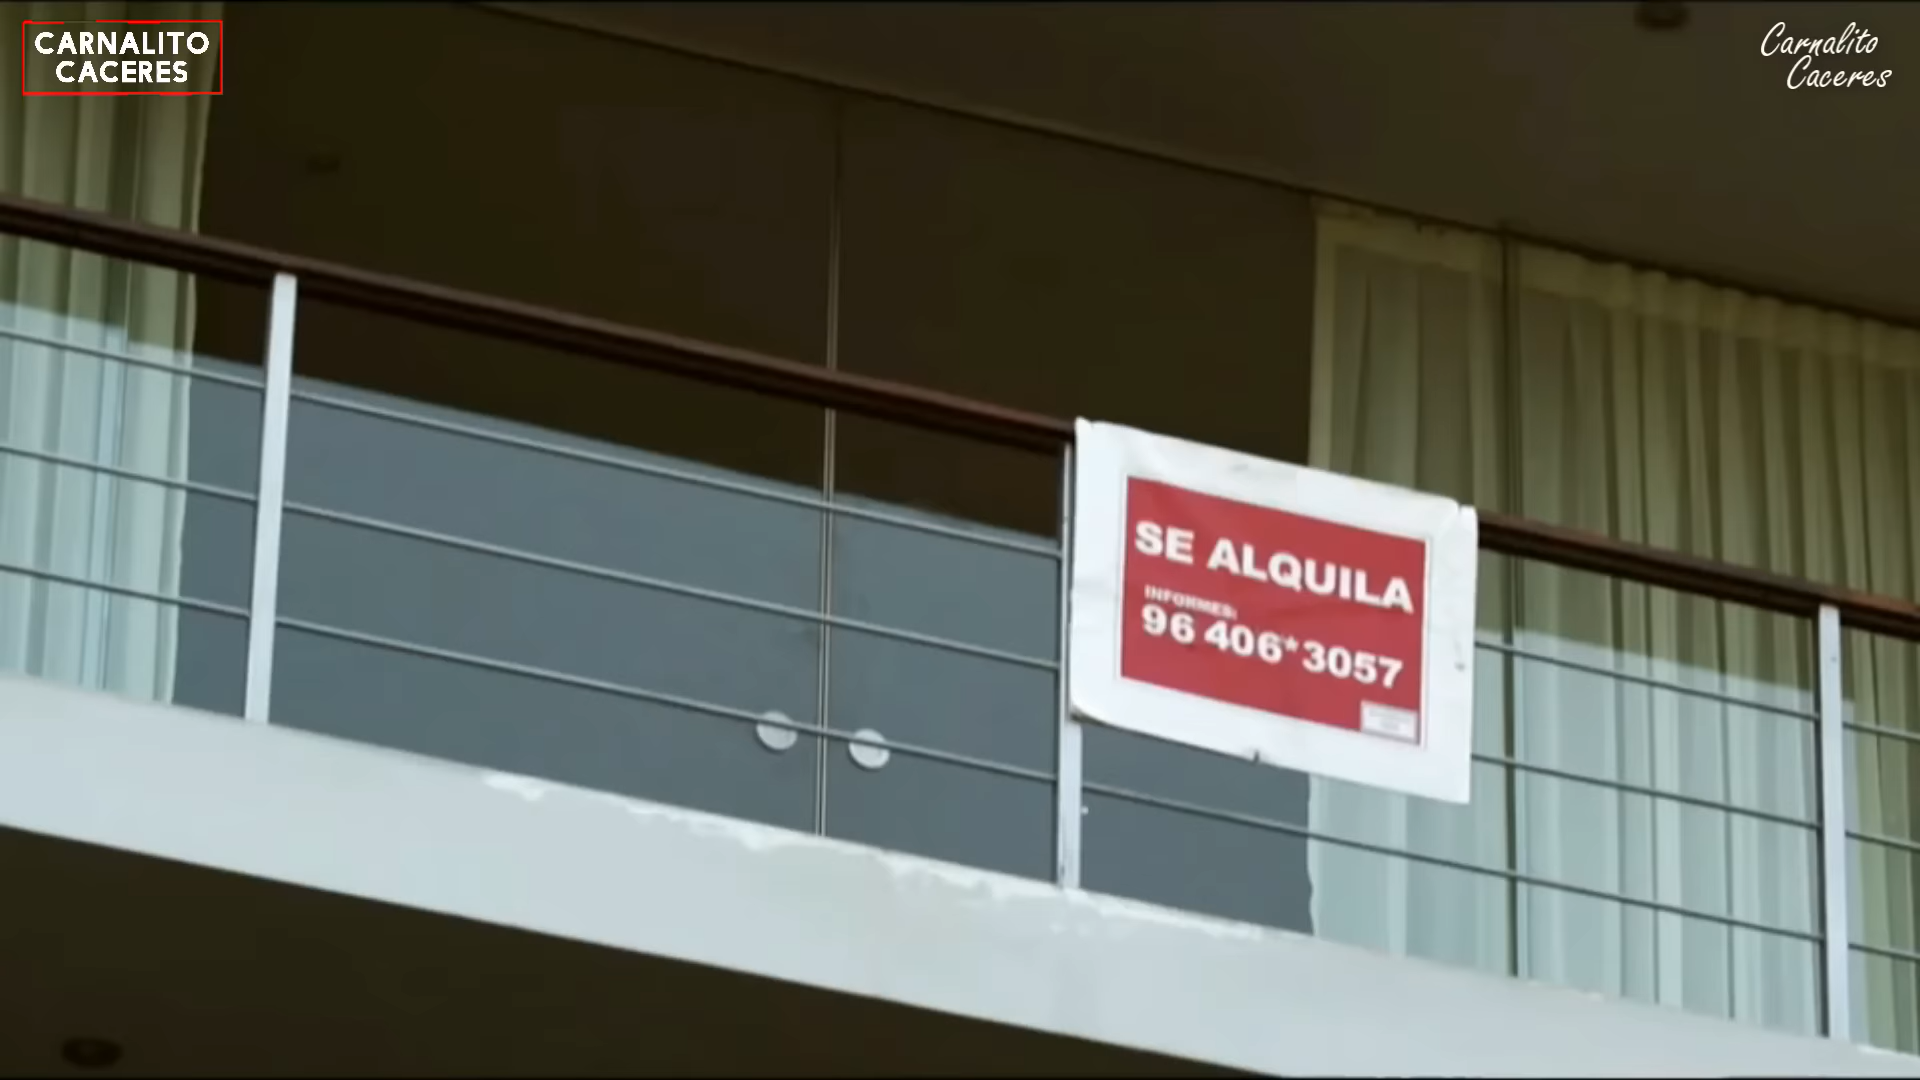 CARNALITO
CACERES
Carnalito
Caceres
SE ALQUILA
INFORMES:
96 406*3057